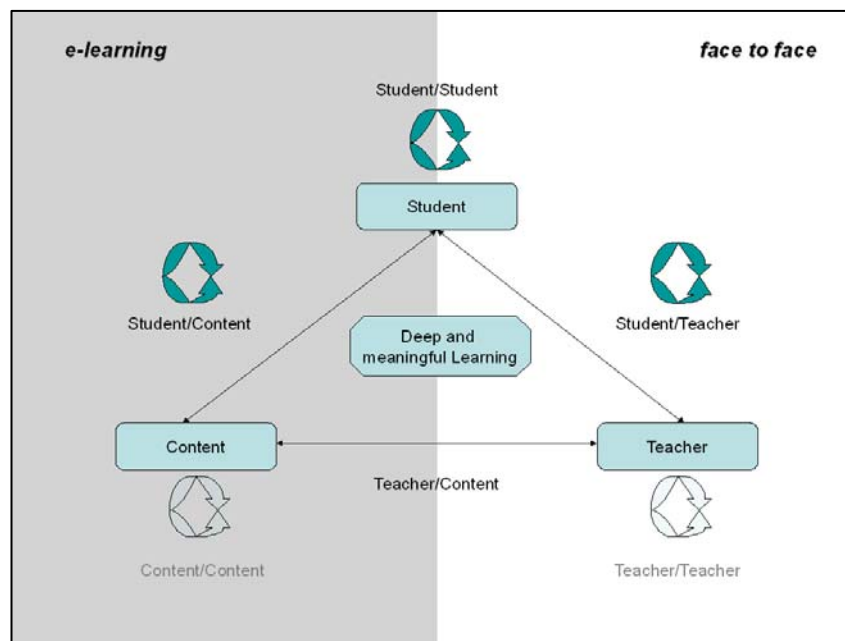 e-learning
face to face
Student/Student
Student
Student/Content
Student/Teacher
Deep and
meaningful Learning
Content
Teacher
Teacher/Content
Content/Content
Teacher/Teacher